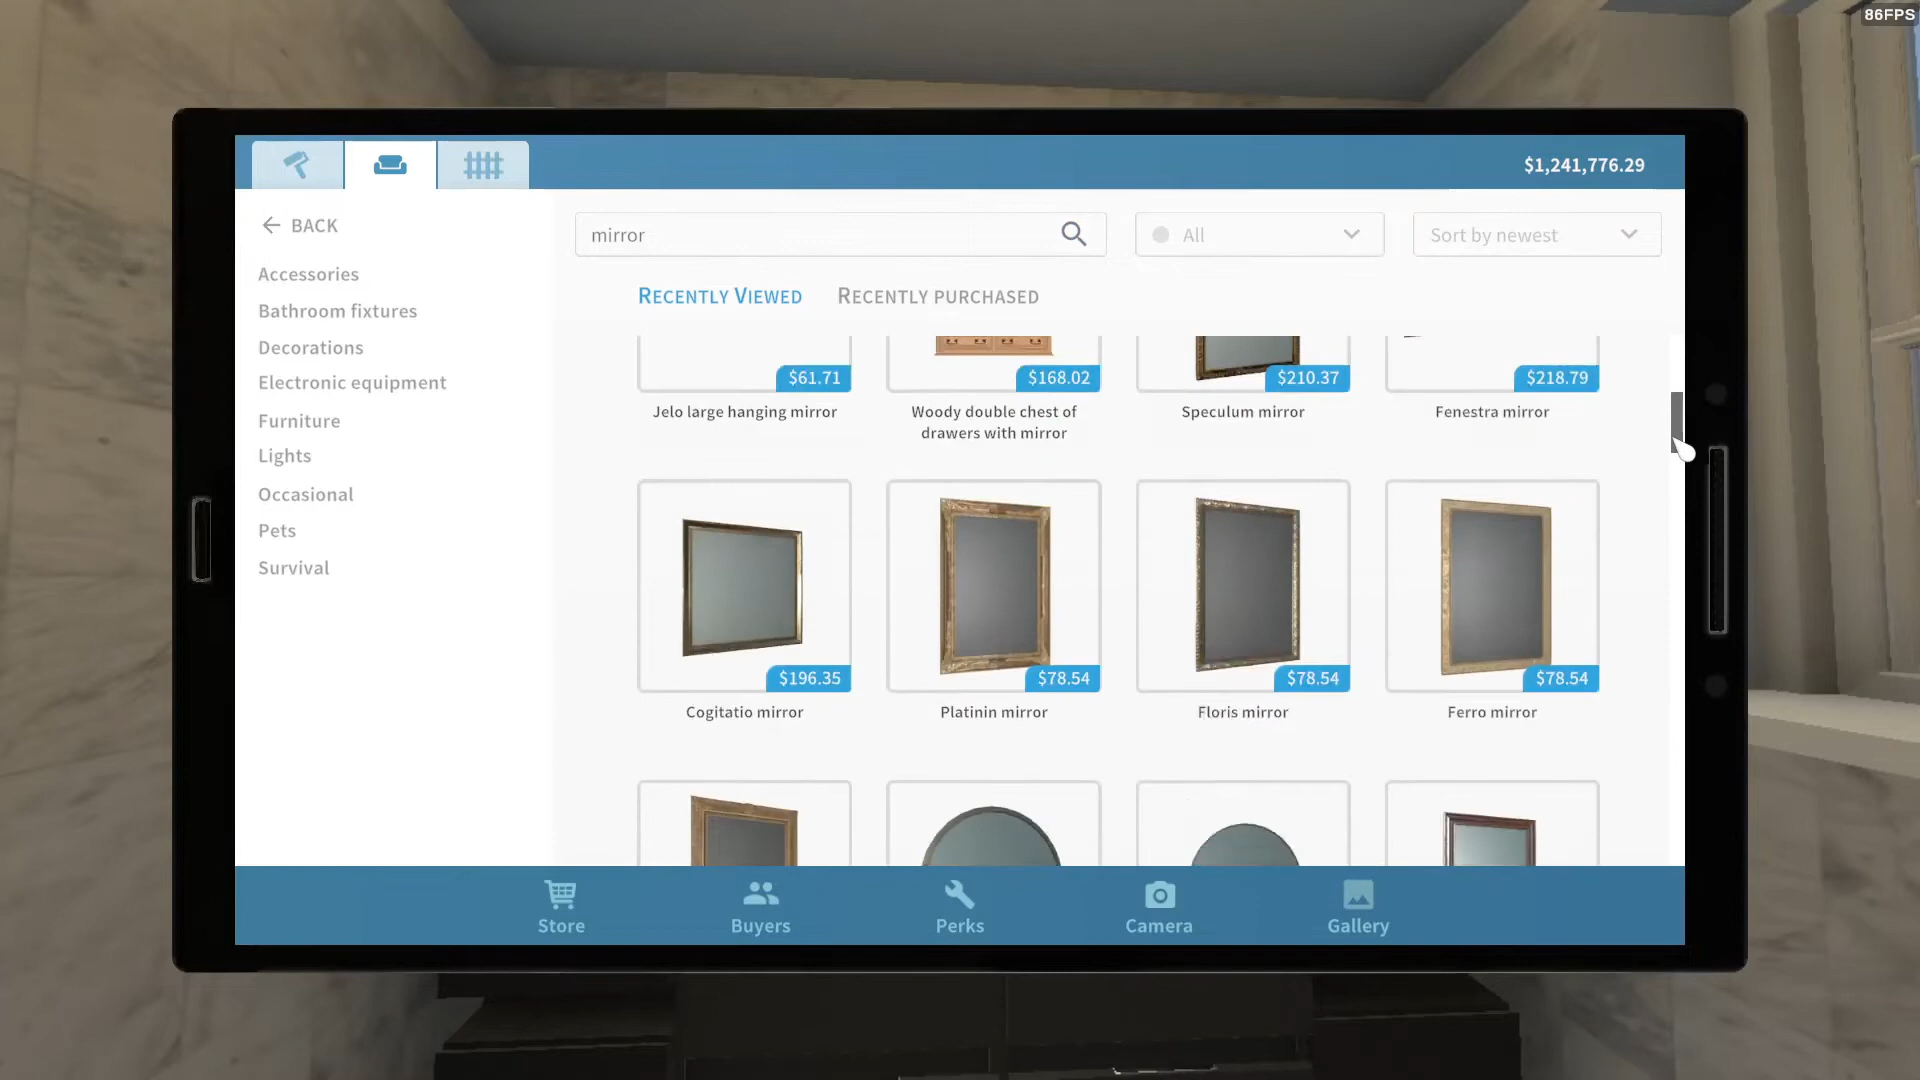 86FPS
$1,241,776.29
BACK
mirror
All
Sort by newest
Accessories
Bathroom fixtures
Decorations
Electronic equipment
Furniture
Lights
Occasional
Pets
Survival
RECENTLY VIEWED
RECENTLY PURCHASED
$61.71
$168.02
$210.37
$218.79
Jelo large hanging mirror
Woody double chest of
drawers with mirror
Speculum mirror
Fenestra mirror
$196.35
$78.54
$78.54
$78.54
Cogitatio mirror
Platinin mirror
Floris mirror
Ferro mirror
Store
Buyers
Perks
Camera
Gallery